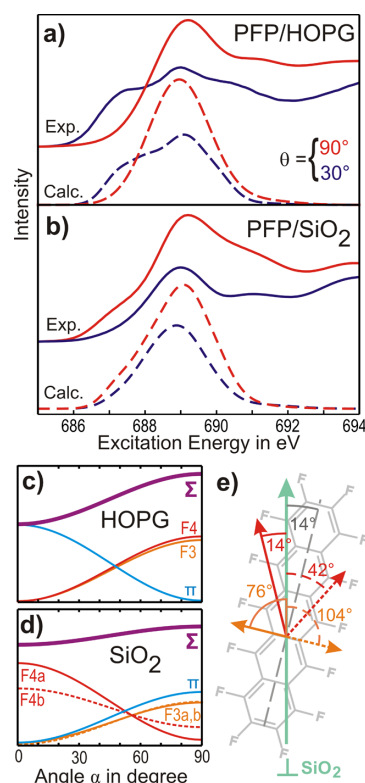 a) PFP/HOPG
Exp.
θ = { 90°
30°
Calc.
Intensity
b) PFP/SiO2
Exp.
Calc.
686 688 690 692 694
Excitation Energy in eV
c)
Σ
HOPG
F4
F3
π
d)
Σ
SiO2
F4a
π
F4b
F3a,b
0 30 60 90
Angle α in degree
e)
F F
F F
14°
14°
F
42°
F
76°
104°
F
F
F
F
F
F
F
F
⊥ SiO2